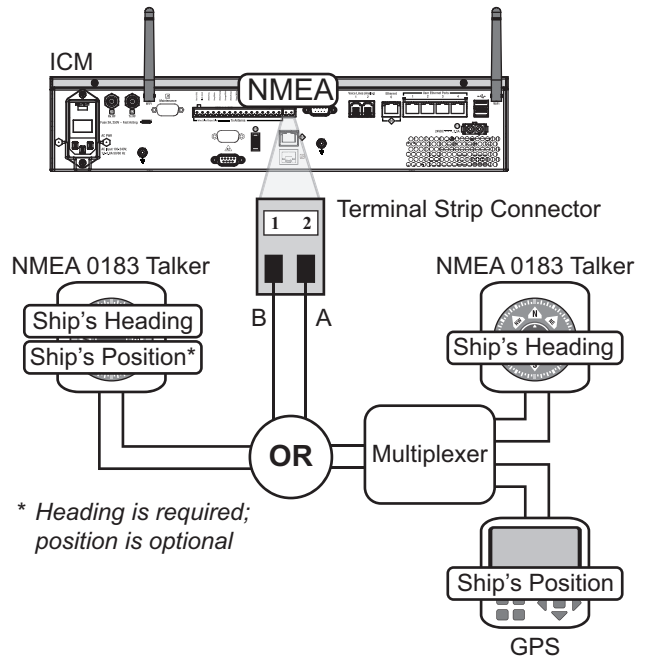 ICM
NMEA
Maintenance
Terminal Strip Connector
1 2
B A
NMEA 0183 Talker
Ship's Heading
Ship's Position*
NMEA 0183 Talker
N
Ship's Heading
OR
Multiplexer
* Heading is required;
position is optional
Ship's Position
GPS